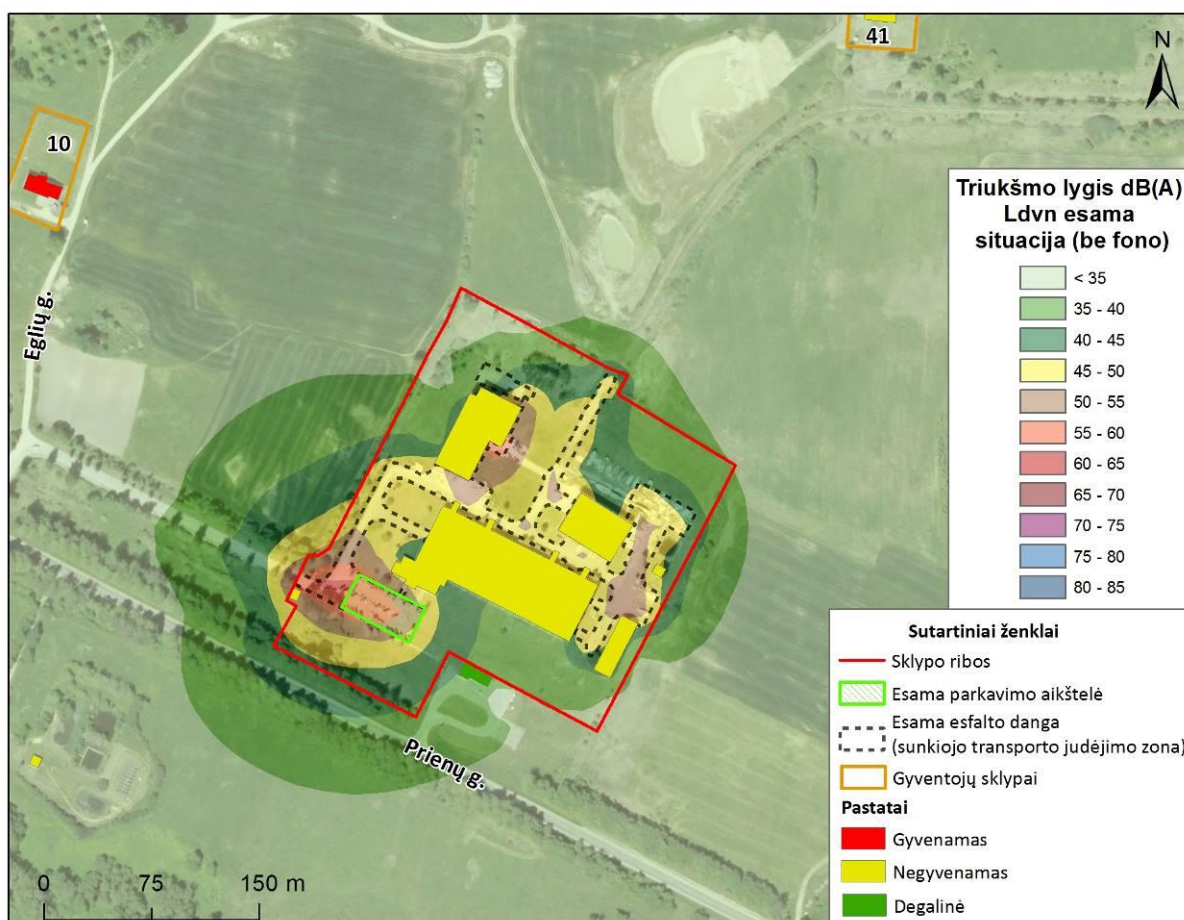 41
N
10
Eglių g.
Prienų g.
0 75 150 m
Triukšmo lygis dB(A)
Ldvn esama
situacija (be fono)
< 35
35 - 40
40 - 45
45 - 50
50 - 55
55 - 60
60 - 65
65 - 70
70 - 75
75 - 80
80 - 85
Sutartiniai ženklai
Sklypo ribos
Esama parkavimo aikštelė
Esama esfalto danga
(sunkiojo transporto judėjimo zona)
Gyventojų sklypai
Pastatai
Gyvenamas
Negyvenamas
Degalinė